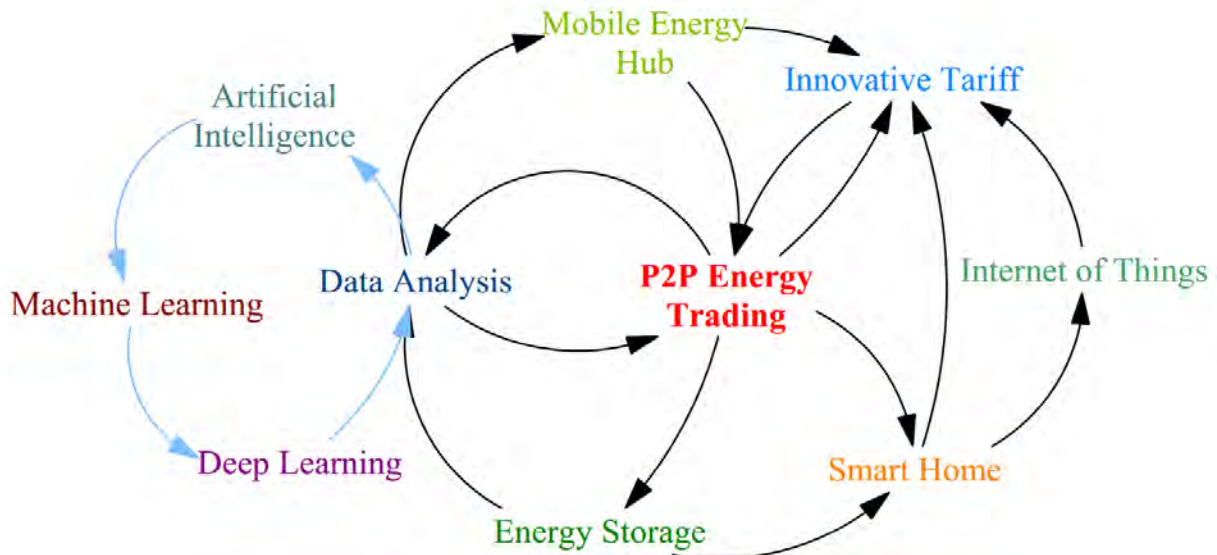 Mobile Energy
Hub
Innovative Tariff
Artificial
Intelligence
Data Analysis
P2P Energy
Trading
Internet of Things
Machine Learning
Deep Learning
Smart Home
Energy Storage